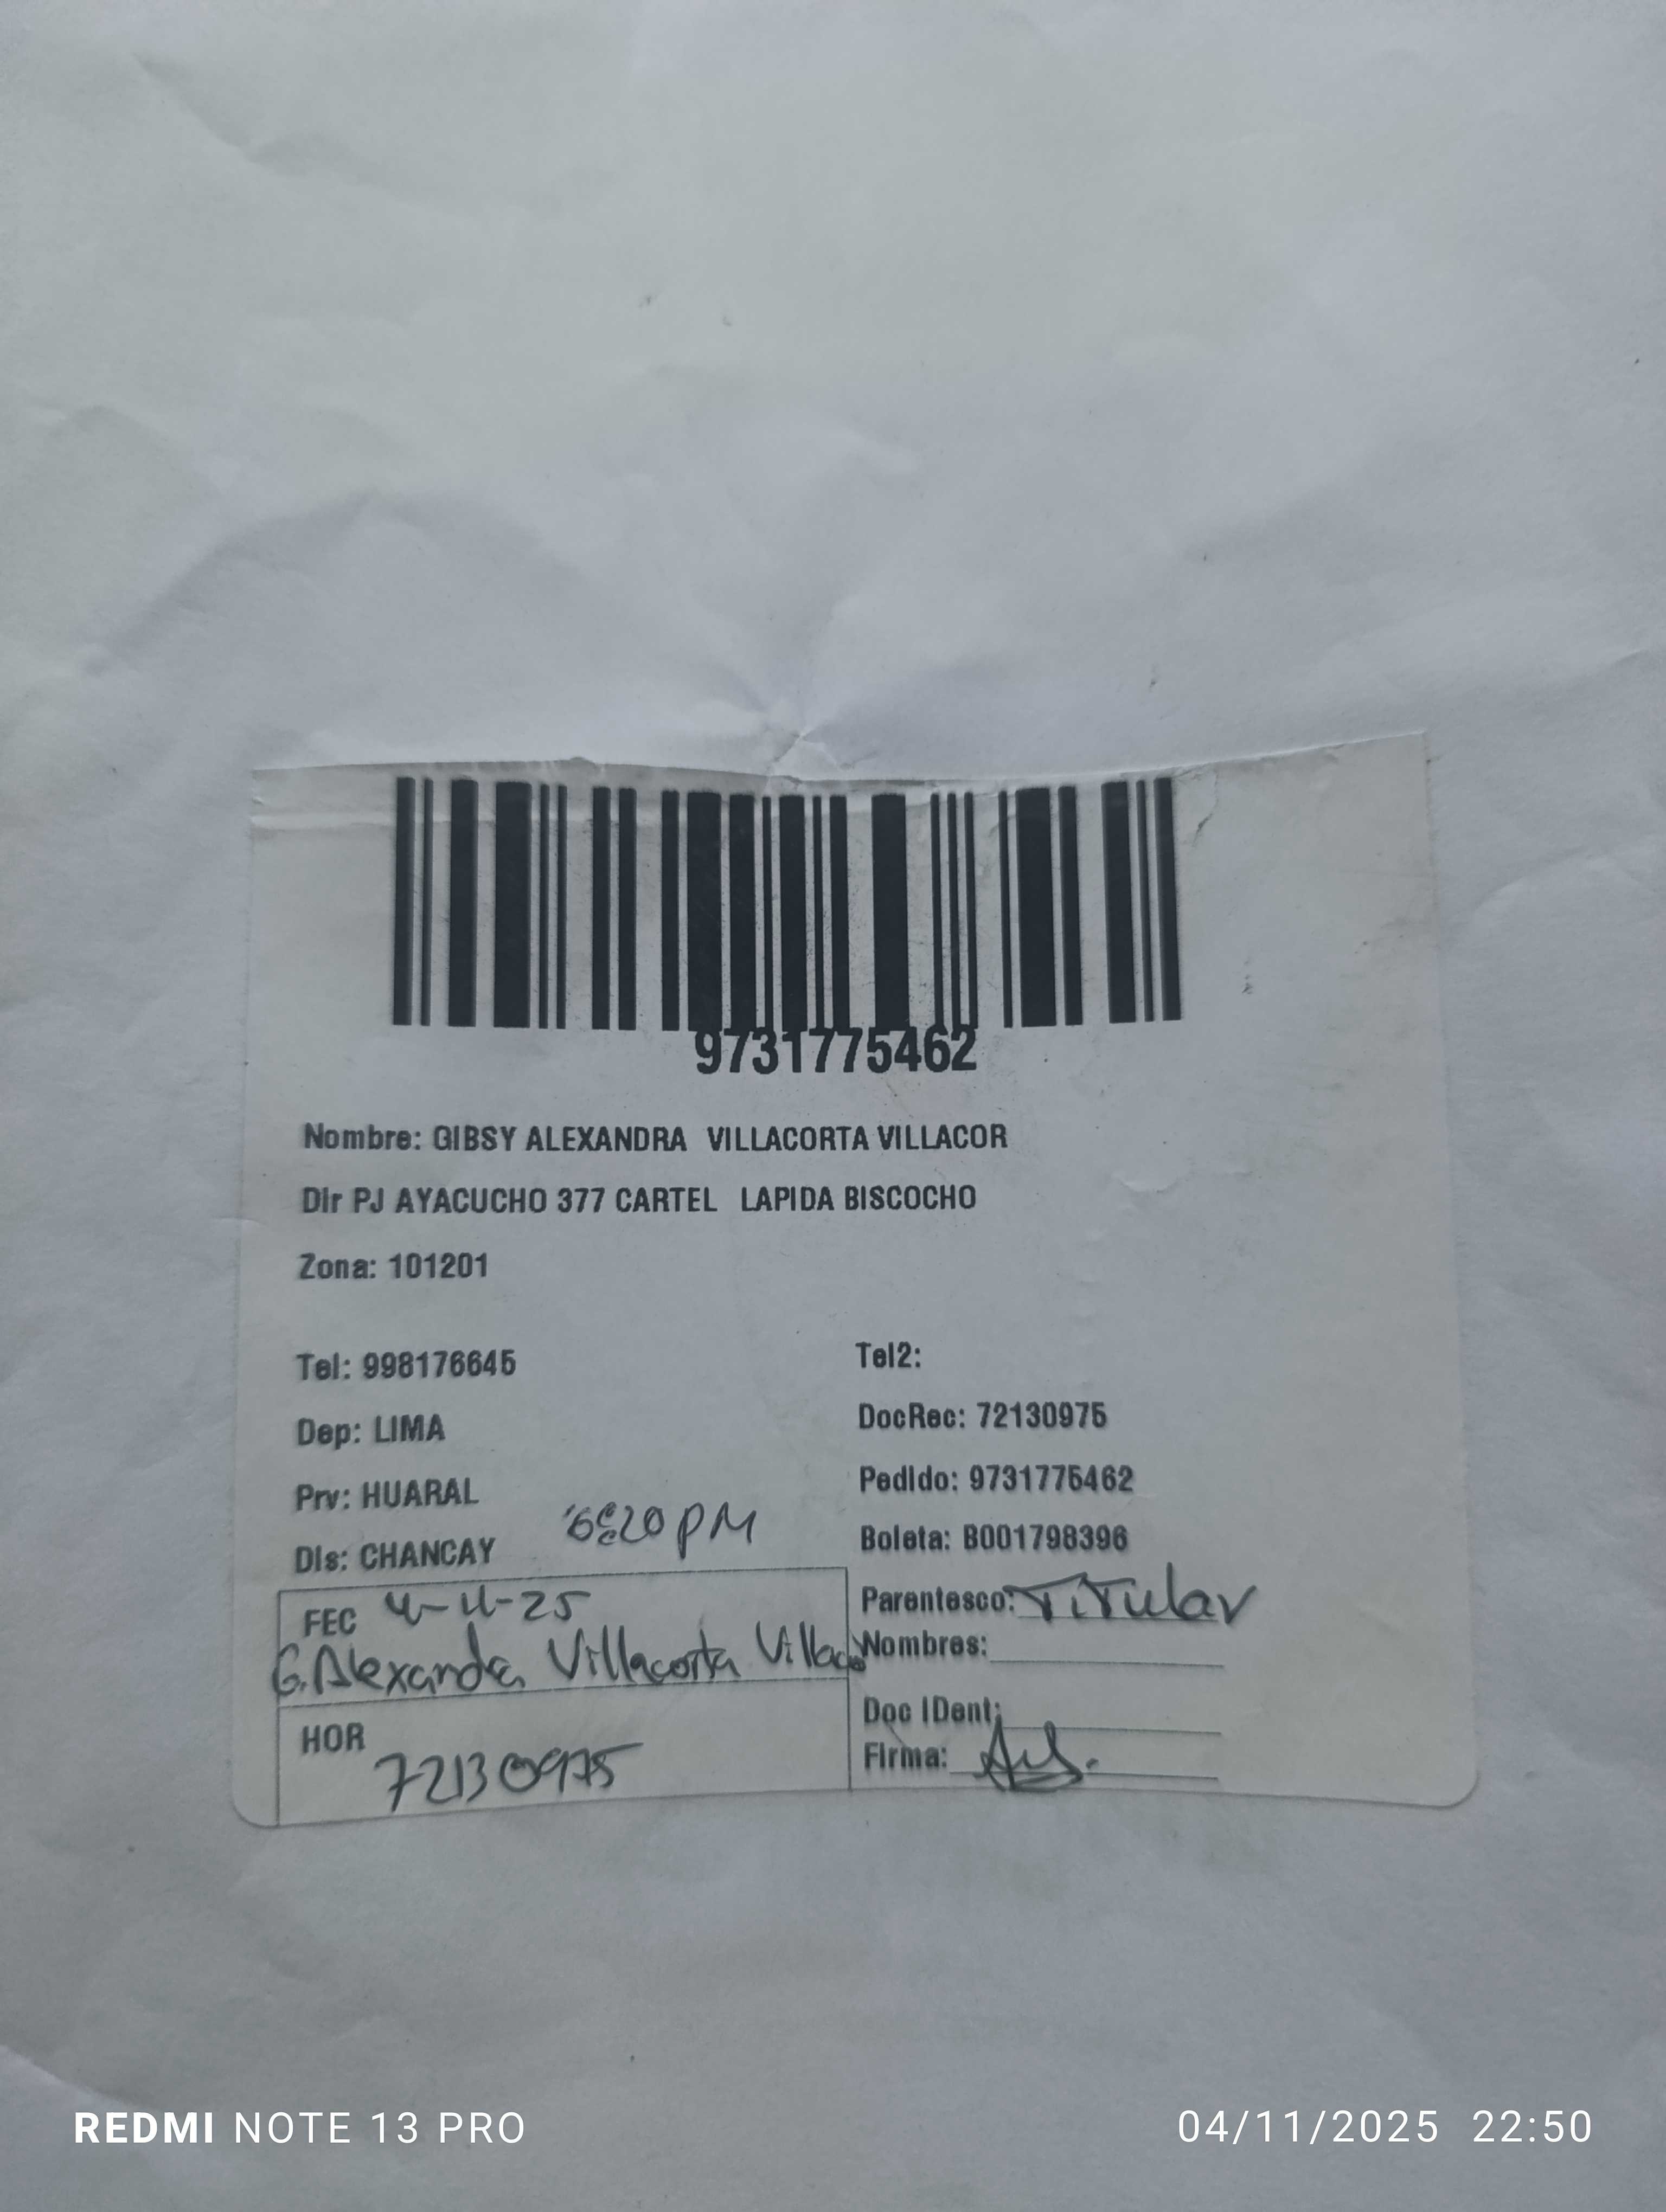 9731775462
Nombre: GIBSY ALEXANDRA VILLACORTA VILLACOR
Dir PJ AYACUCHO 377 CARTEL LAPIDA BISCOCHO
Zona: 101201
Tel: 998176645
Tel2:
Dep: LIMA
DocRec: 72130975
Prv: HUARAL
Pedido: 9731775462
6:20 PM
Dis: CHANCAY
Boleta: B001798396
FEC 4-11-25
Parentesco: Titular
G. Alexandra Villacorta Villaco
Nombres:
Doc IDent:
HOR
72130975
Firma:
REDMI NOTE 13 PRO
04/11/2025 22:50